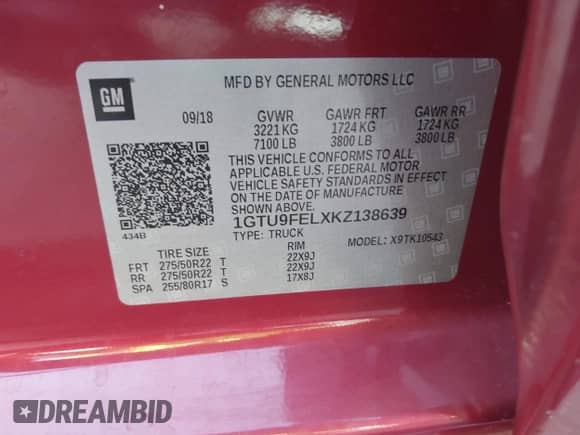 GM
MFD BY GENERAL MOTORS LLC
09/18 GVWR GAWR FRT GAWR RR
3221 KG 1724 KG 1724 KG
7100 LB 3800 LB 3800 LB
THIS VEHICLE CONFORMS TO ALL
APPLICABLE U.S. FEDERAL MOTOR
VEHICLE SAFETY STANDARDS IN EFFECT
ON THE DATE OF MANUFACTURE
SHOWN ABOVE.
1GTU9FELXKZ138639
434B TYPE: TRUCK MODEL: X9TK10543
TIRE SIZE RIM
FRT 275/50R22 T 22X9J
RR 275/50R22 T 22X9J
SPA 255/80R17 S 17X8J
DREAMBID